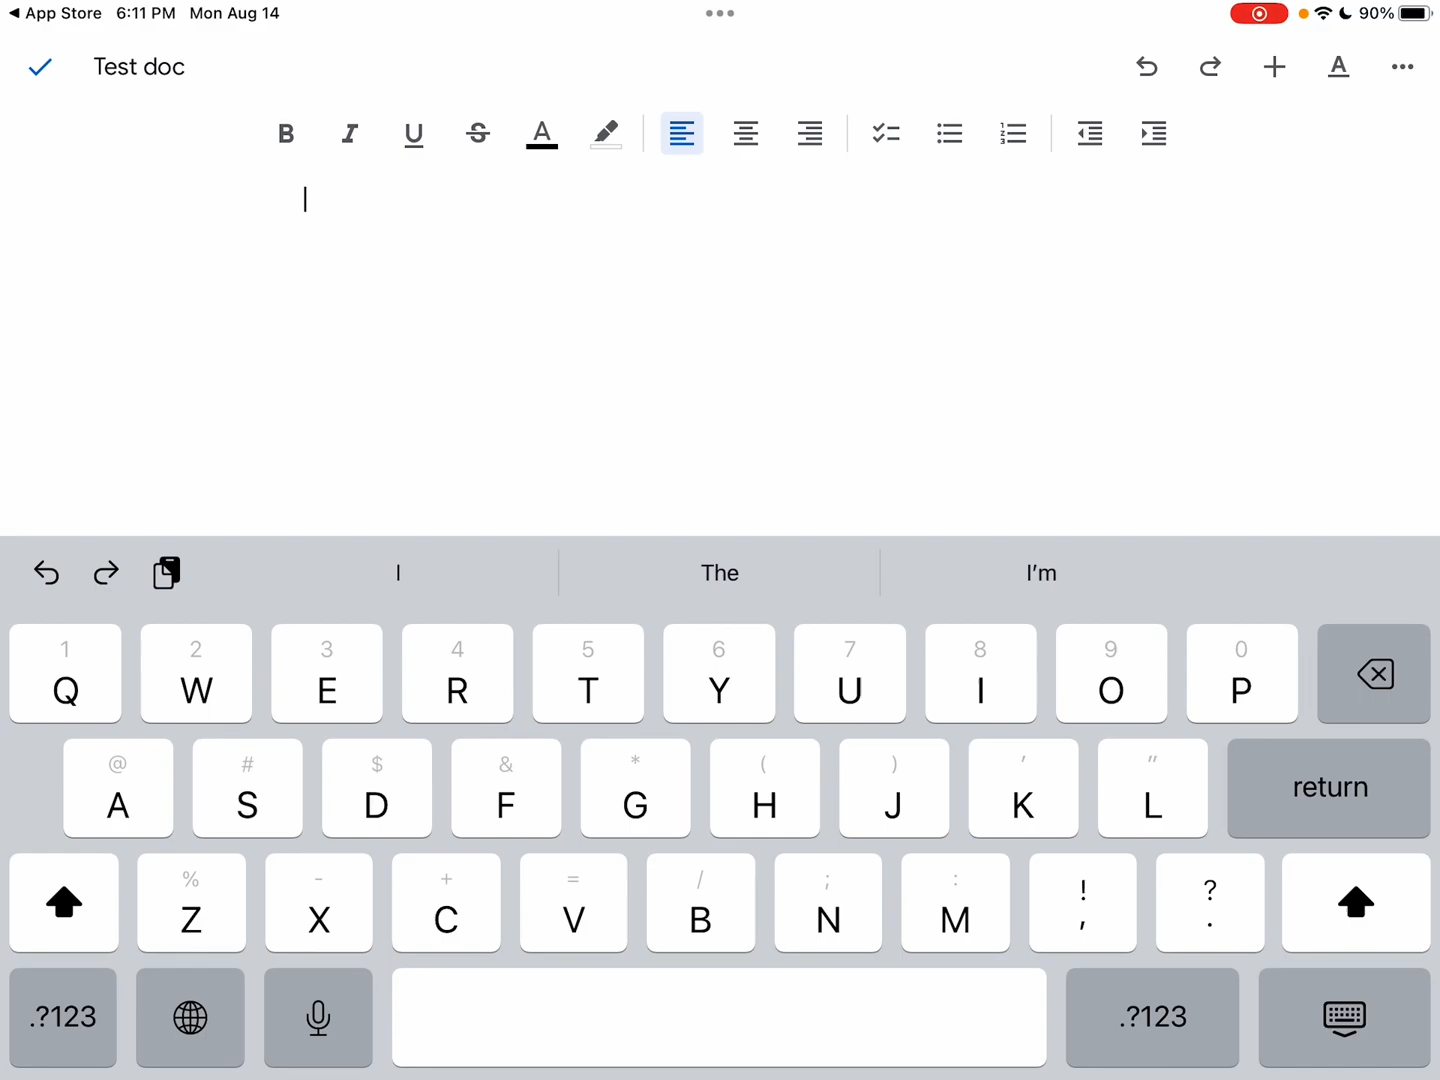 ◀ App Store 6:11 PM Mon Aug 14 90%
Test doc
B I U S A
I The I'm
1 2 3 4 5 6 7 8 9 0
Q W E R T Y U I O P
@ # $ & * ( ) ' "
A S D F G H J K L return
% - + = / ; : ! ?
Z X C V B N M , .
.?123 .?123